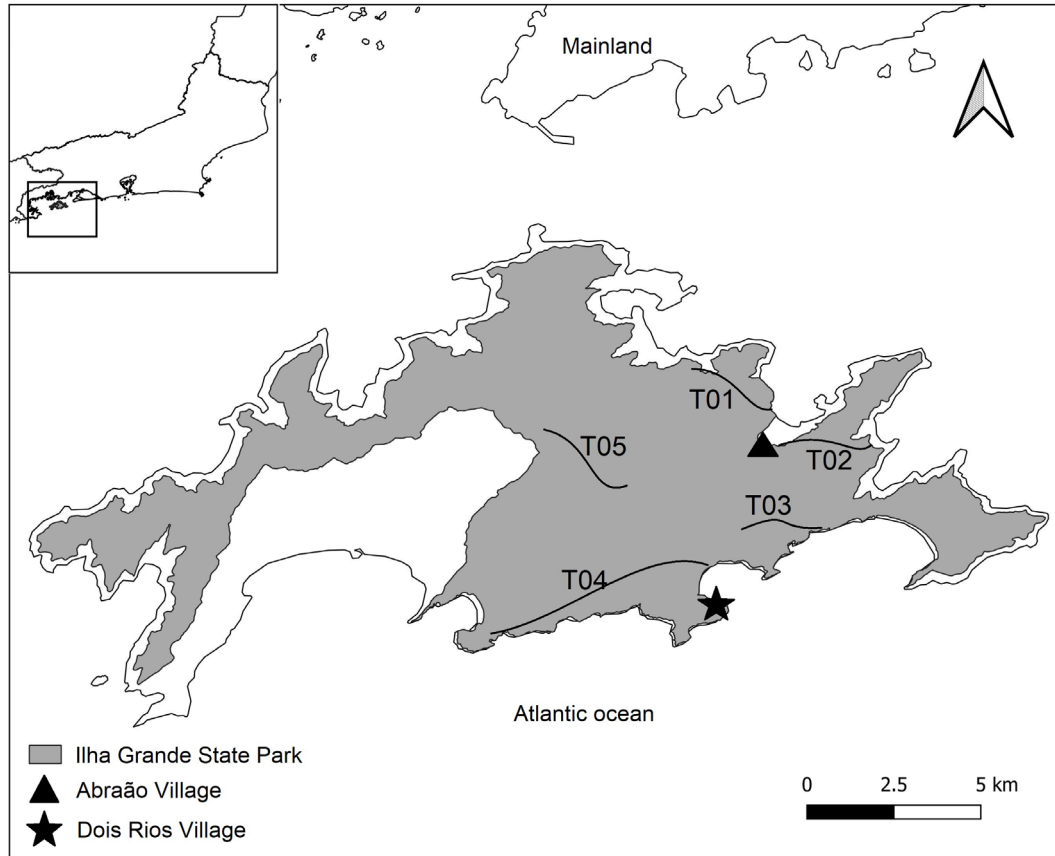 Mainland
T01
T05
T02
T03
T04
Atlantic ocean
Ilha Grande State Park
Abraão Village
Dois Rios Village
0 2.5 5 km